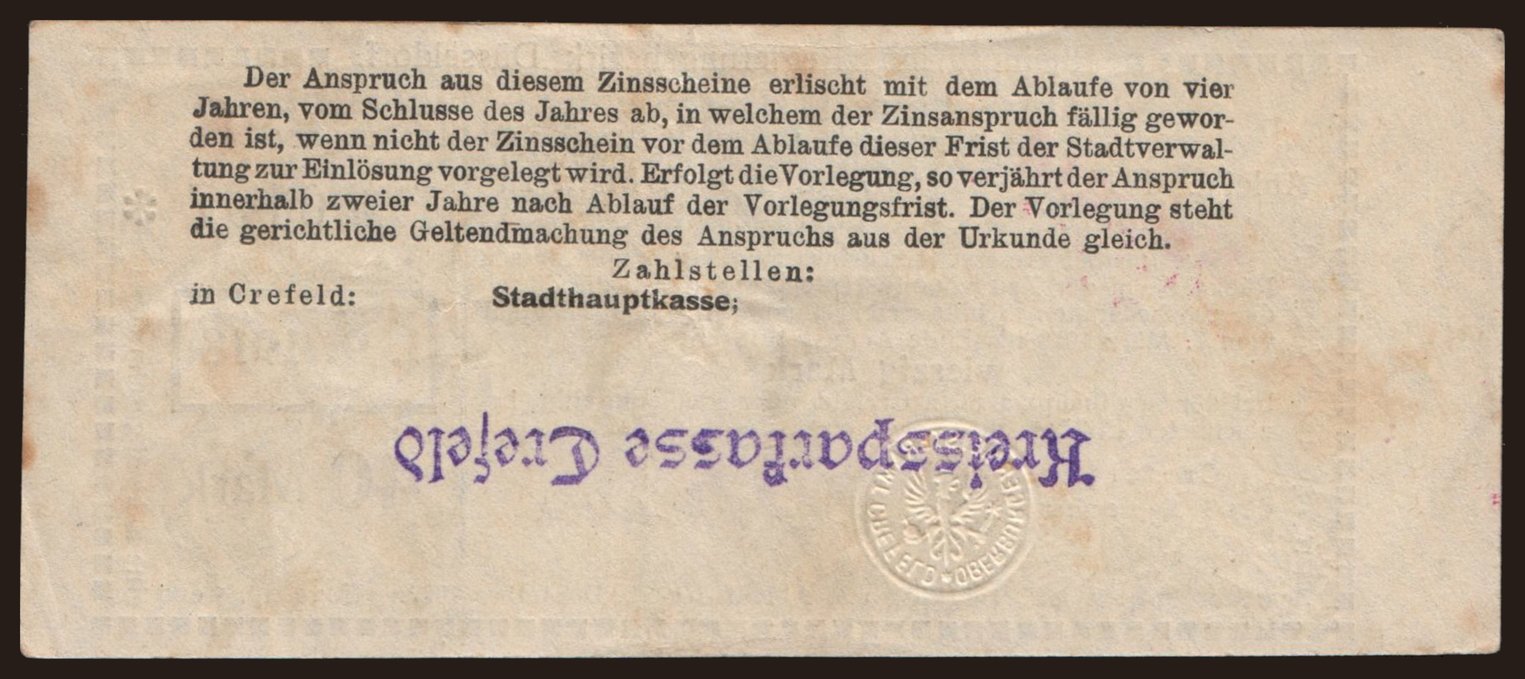 Der Anspruch aus diesem Zinsscheine erlischt mit dem Ablaufe von vier
Jahren, vom Schlusse des Jahres ab, in welchem der Zinsanspruch fällig gewor-
den ist, wenn nicht der Zinsschein vor dem Ablaufe dieser Frist der Stadtverwal-
tung zur Einlösung vorgelegt wird. Erfolgt die Vorlegung, so verjährt der Anspruch
innerhalb zweier Jahre nach Ablauf der Vorlegungsfrist. Der Vorlegung steht
die gerichtliche Geltendmachung des Anspruchs aus der Urkunde gleich.
Zahlstellen:
in Crefeld: Stadthauptkasse;
Kreissparkasse Crefeld